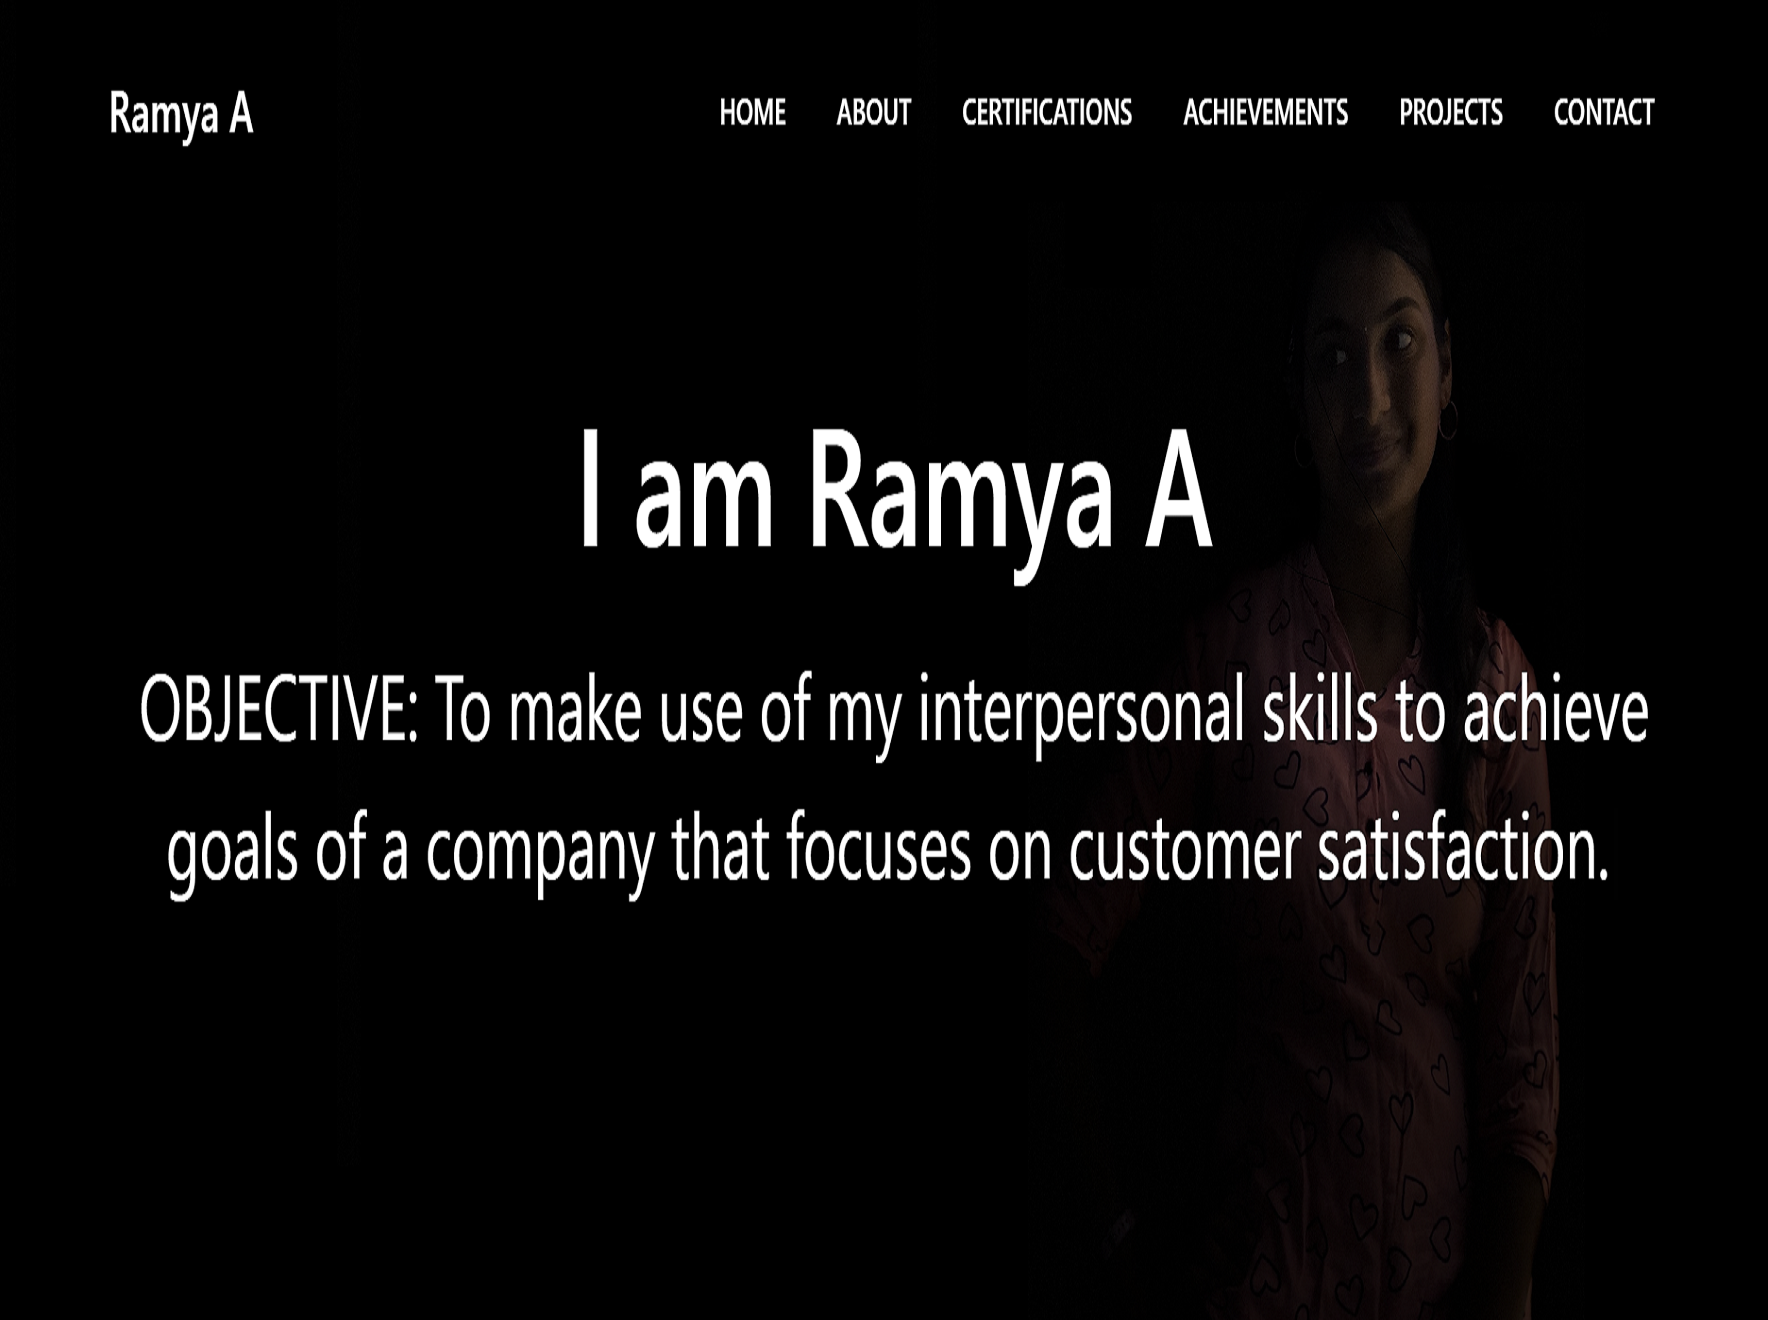 Ramya A
HOME ABOUT CERTIFICATIONS ACHIEVEMENTS PROJECTS CONTACT
I am Ramya A
OBJECTIVE: To make use of my interpersonal skills to achieve
goals of a company that focuses on customer satisfaction.